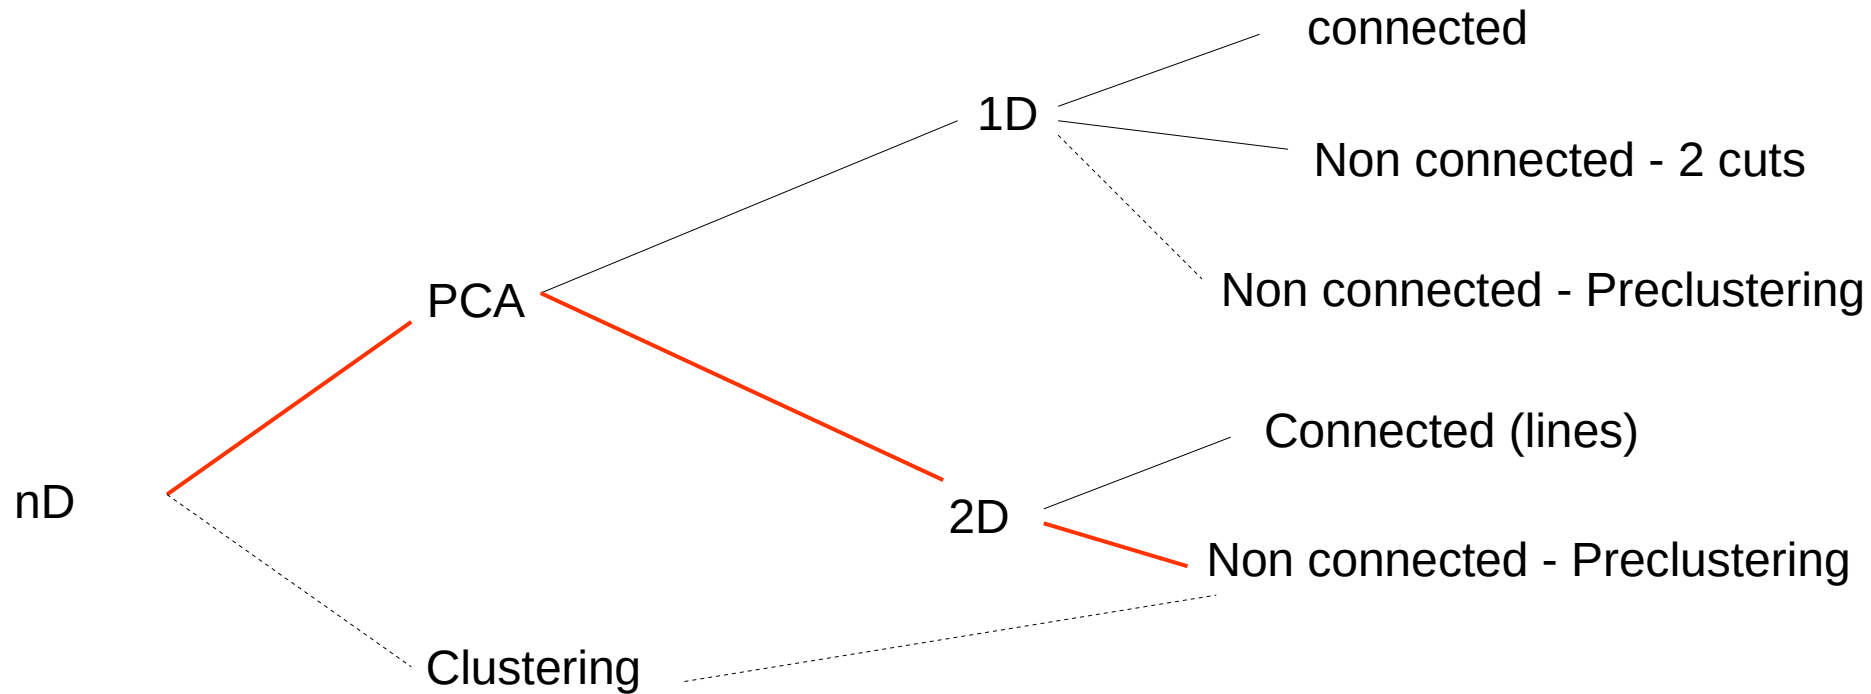 connected
1D
Non connected - 2 cuts
Non connected - Preclustering
PCA
Connected (lines)
nD
2D
Non connected - Preclustering
Clustering